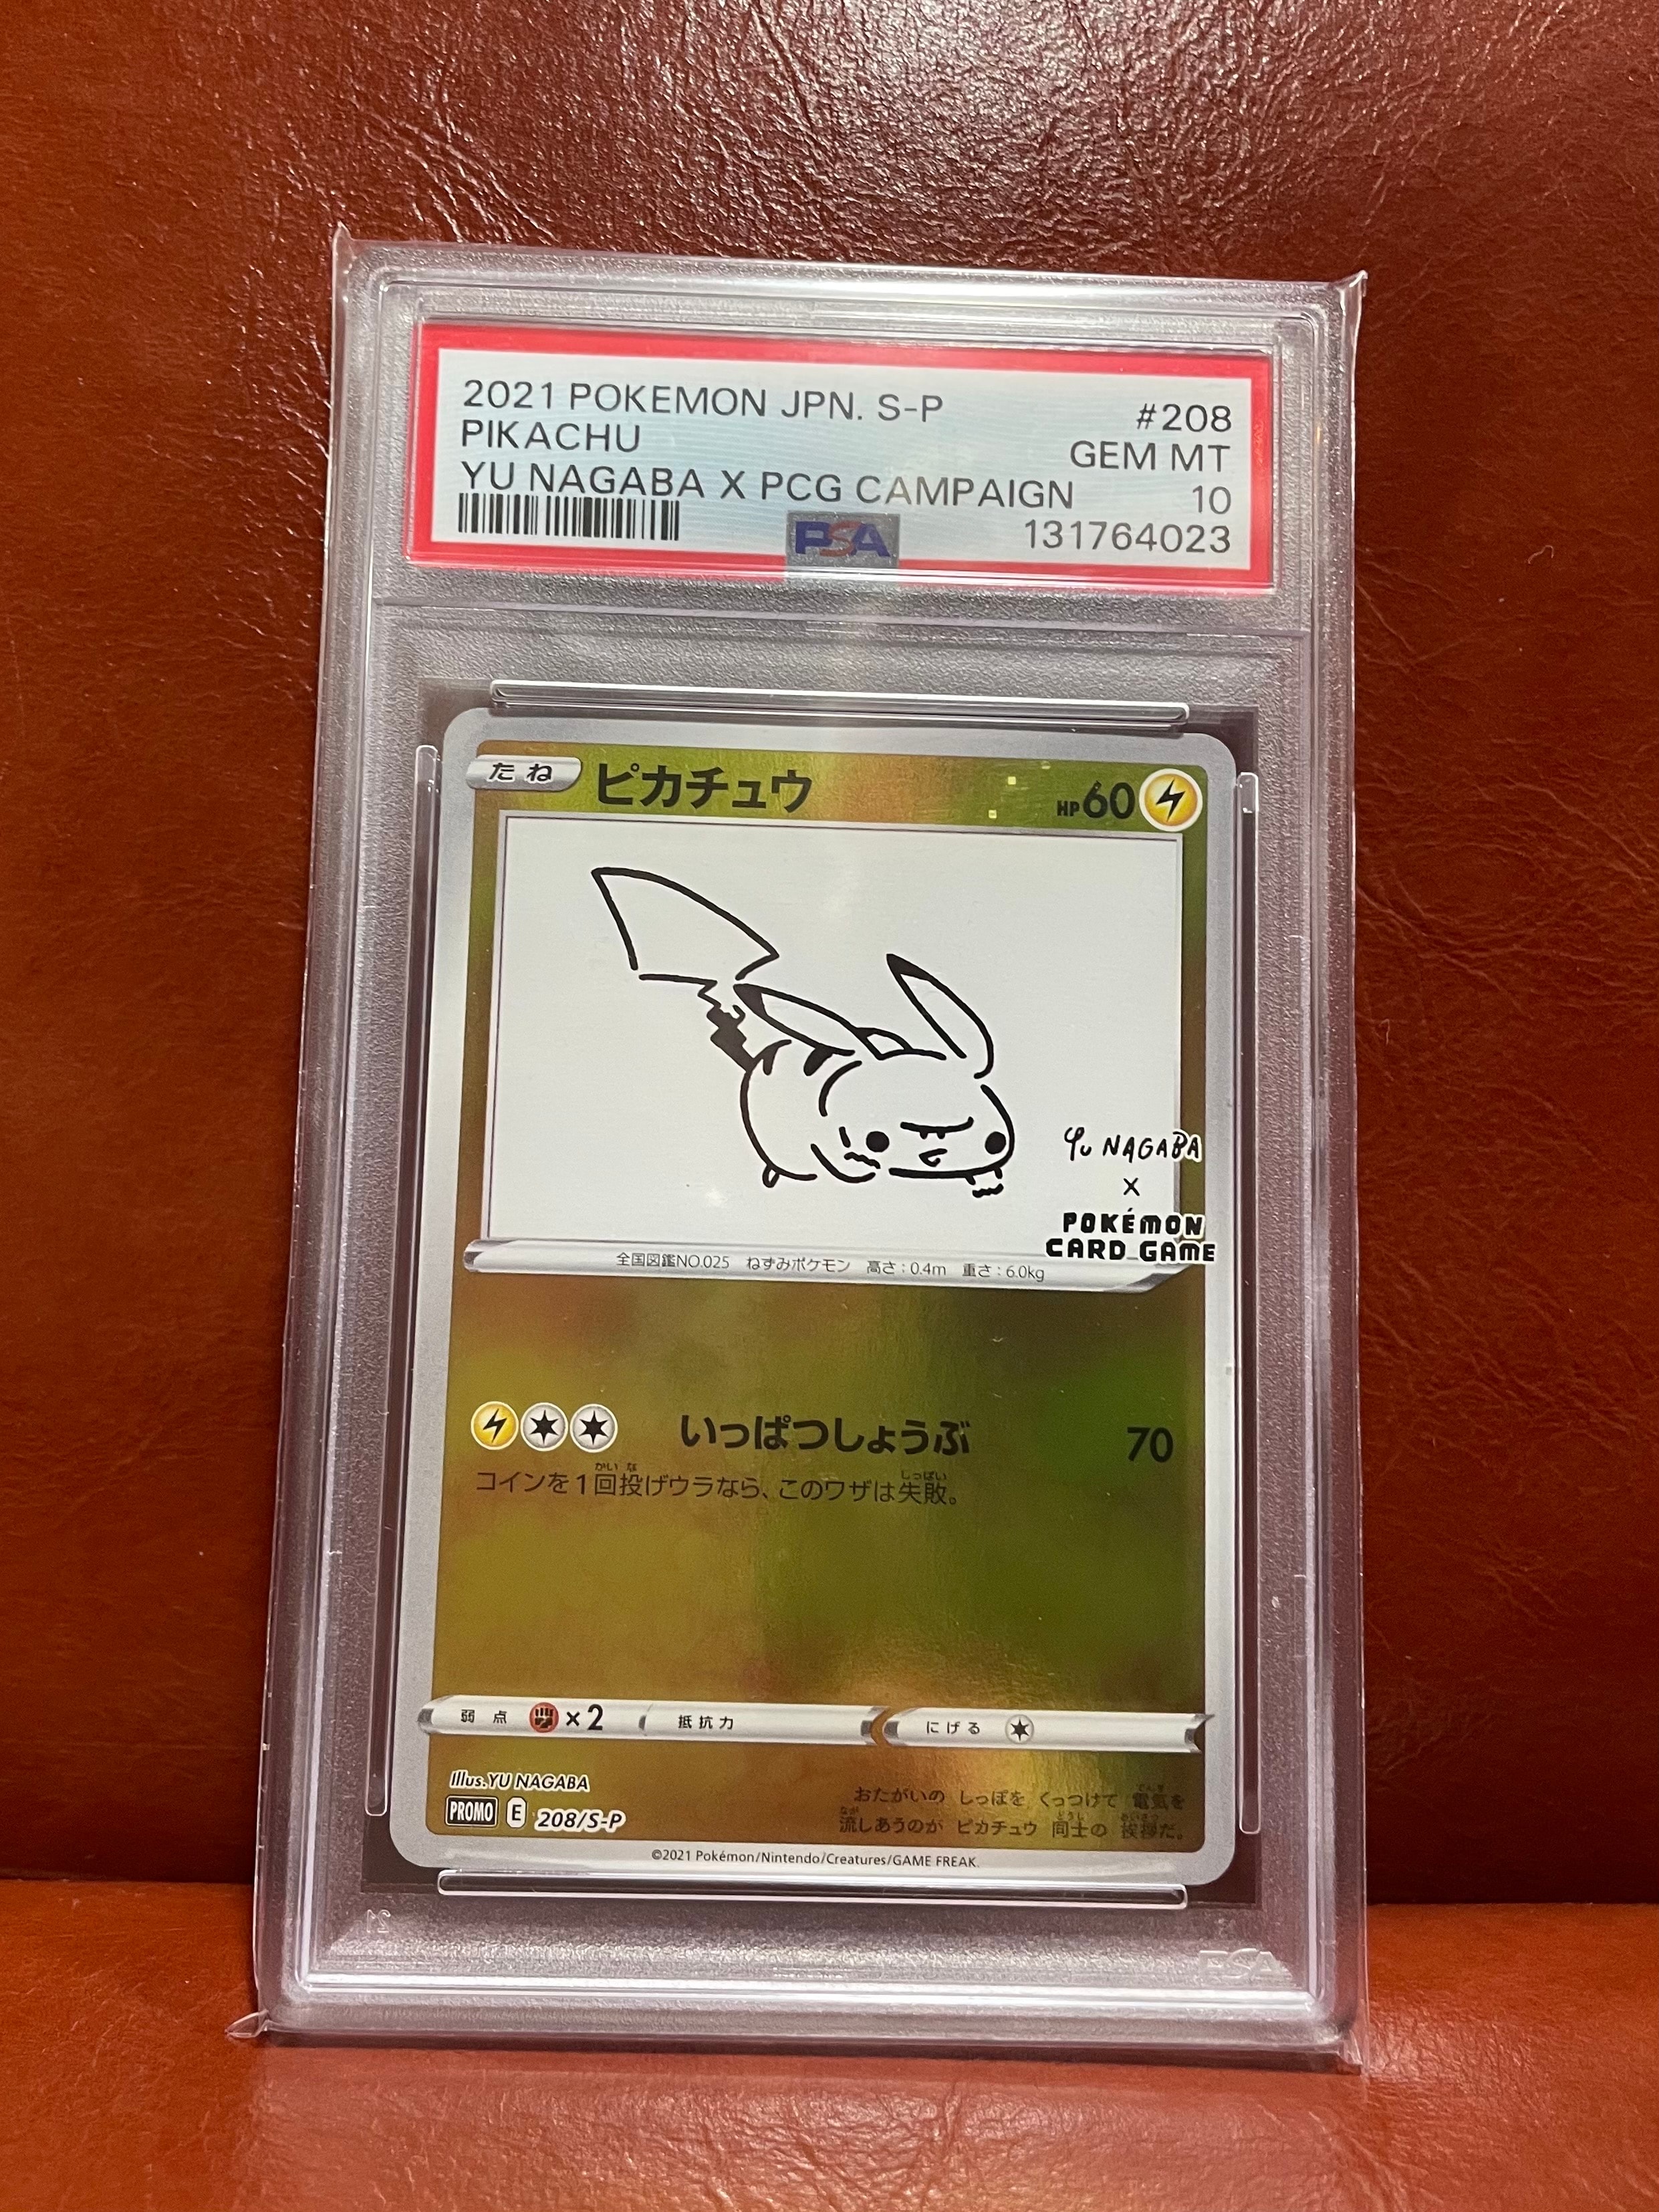 2021 POKEMON JPN. S-P #208
PIKACHU GEM MT
YU NAGABA X PCG CAMPAIGN 10
PSA 131764023
たね ピカチュウ HP60
YU NAGABA
X
POKÉMON
CARD GAME
全国図鑑NO.025 ねずみポケモン 高さ:0.4m 重さ:6.0kg
いっぱつしょうぶ 70
コインを1回投げウラなら、このワザは失敗。
弱点 ×2 抵抗力 にげる
Illus.YU NAGABA
PROMO E 208/S-P
おたがいの しっぽを くっつけて 電気を
流しあうのが ピカチュウ 同士の 挨拶だ。
©2021 Pokémon/Nintendo/Creatures/GAME FREAK.
PSA